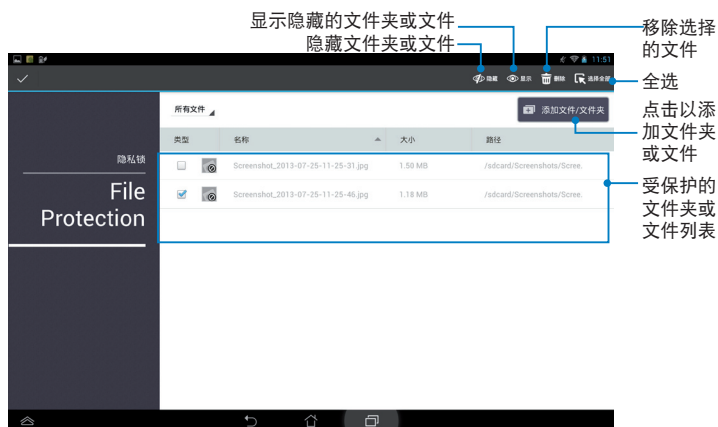 显示隐藏的文件夹或文件
隐藏文件夹或文件
移除选择
的文件
11:51
隐藏 显示 删除 选择全部
全选
所有文件
添加文件/文件夹
点击以添
加文件夹
或文件
类型 名称 大小 路径
隐私锁
File
Protection
Screenshot_2013-07-25-11-25-31.jpg 1.50 MB /sdcard/Screenshots/Scree.
Screenshot_2013-07-25-11-25-46.jpg 1.18 MB /sdcard/Screenshots/Scree.
受保护的
文件夹或
文件列表